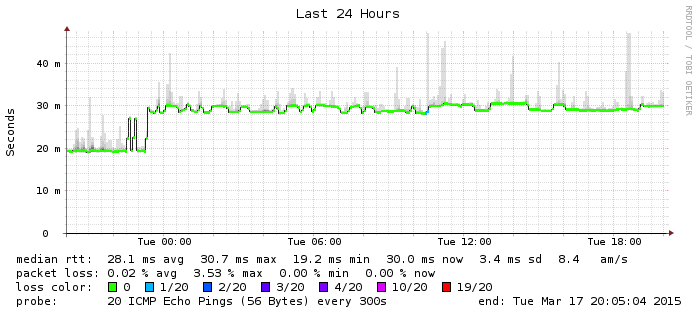 Last 24 Hours
RRDTOOL / TOBI OETIKER
Seconds
40 m
30 m
20 m
10 m
0
Tue 00:00 Tue 06:00 Tue 12:00 Tue 18:00
median rtt: 28.1 ms avg 30.7 ms max 19.2 ms min 30.0 ms now 3.4 ms sd 8.4 am/s
packet loss: 0.02 % avg 3.53 % max 0.00 % min 0.00 % now
loss color: 0 1/20 2/20 3/20 4/20 10/20 19/20
probe: 20 ICMP Echo Pings (56 Bytes) every 300s end: Tue Mar 17 20:05:04 2015